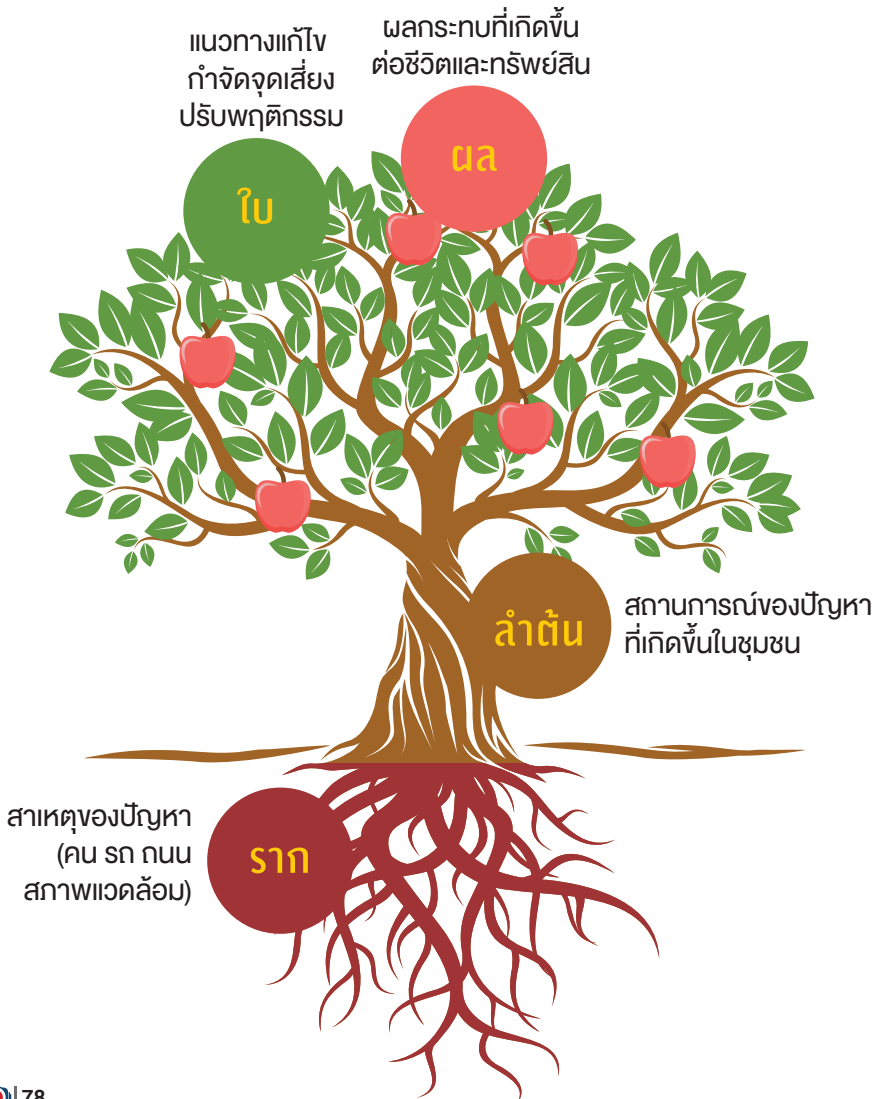 แนวทางแก้ไข
กำจัดจุดเสี่ยง
ปรับพฤติกรรม
ผลกระทบที่เกิดขึ้น
ต่อชีวิตและทรัพย์สิน
ใบ
ผล
ลำต้น
สถานการณ์ของปัญหา
ที่เกิดขึ้นในชุมชน
สาเหตุของปัญหา
(คน รถ ถนน
สภาพแวดล้อม)
ราก
78